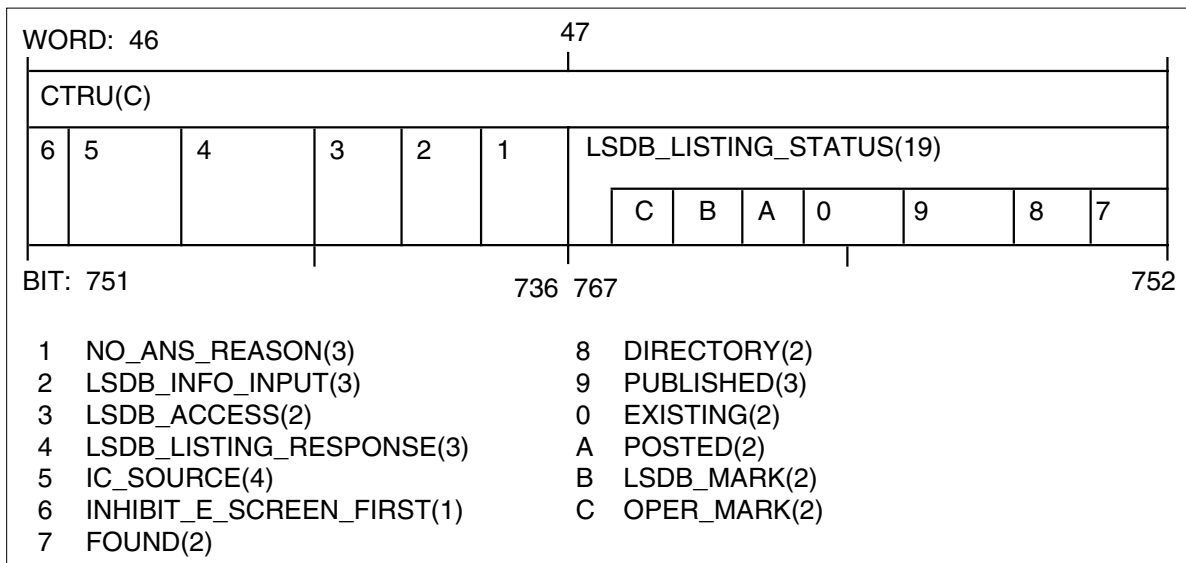 WORD: 46 47
CTRU(C)
6 5 4 3 2 1 LSDB_LISTING_STATUS(19)
C B A 0 9 8 7
BIT: 751 736 767 752
1 NO_ANS_REASON(3)
2 LSDB_INFO_INPUT(3)
3 LSDB_ACCESS(2)
4 LSDB_LISTING_RESPONSE(3)
5 IC_SOURCE(4)
6 INHIBIT_E_SCREEN_FIRST(1)
7 FOUND(2)
8 DIRECTORY(2)
9 PUBLISHED(3)
0 EXISTING(2)
A POSTED(2)
B LSDB_MARK(2)
C OPER_MARK(2)